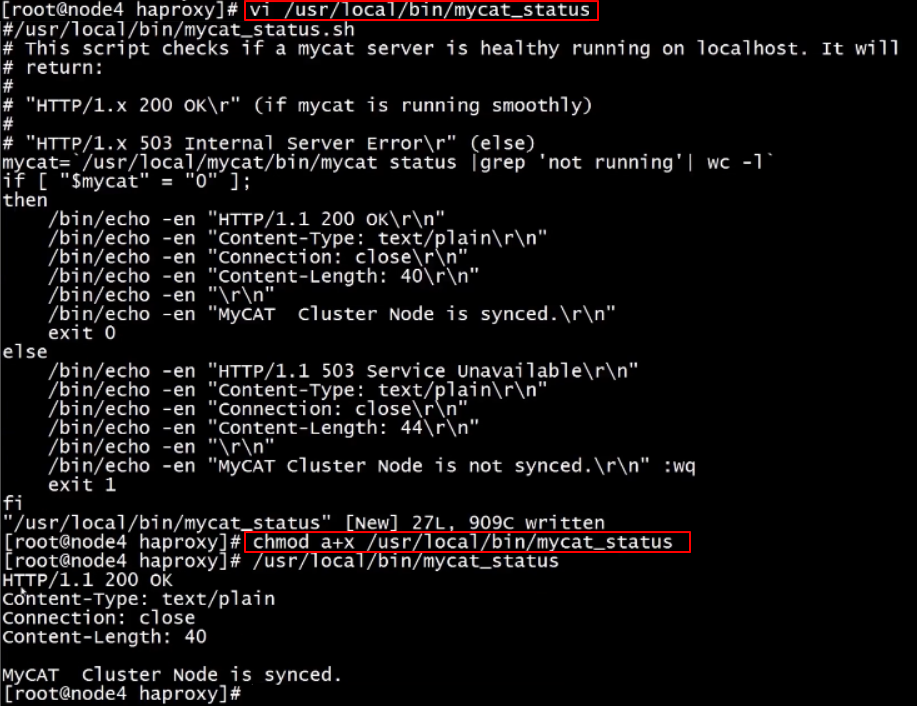 [root@node4 haproxy]# vi /usr/local/bin/mycat_status
#/usr/local/bin/mycat_status.sh
# This script checks if a mycat server is healthy running on localhost. It will
# return:
#
# "HTTP/1.x 200 OK\r" (if mycat is running smoothly)
#
# "HTTP/1.x 503 Internal Server Error\r" (else)
mycat=`/usr/local/mycat/bin/mycat status |grep 'not running'| wc -l`
if [ "$mycat" = "0" ];
then
    /bin/echo -en "HTTP/1.1 200 OK\r\n"
    /bin/echo -en "Content-Type: text/plain\r\n"
    /bin/echo -en "Connection: close\r\n"
    /bin/echo -en "Content-Length: 40\r\n"
    /bin/echo -en "\r\n"
    /bin/echo -en "MyCAT  Cluster Node is synced.\r\n"
    exit 0
else
    /bin/echo -en "HTTP/1.1 503 Service Unavailable\r\n"
    /bin/echo -en "Content-Type: text/plain\r\n"
    /bin/echo -en "Connection: close\r\n"
    /bin/echo -en "Content-Length: 44\r\n"
    /bin/echo -en "\r\n"
    /bin/echo -en "MyCAT Cluster Node is not synced.\r\n" :wq
    exit 1
fi
"/usr/local/bin/mycat_status" [New] 27L, 909C written
[root@node4 haproxy]# chmod a+x /usr/local/bin/mycat_status
[root@node4 haproxy]# /usr/local/bin/mycat_status
HTTP/1.1 200 OK
Content-Type: text/plain
Connection: close
Content-Length: 40

MyCAT  Cluster Node is synced.
[root@node4 haproxy]#